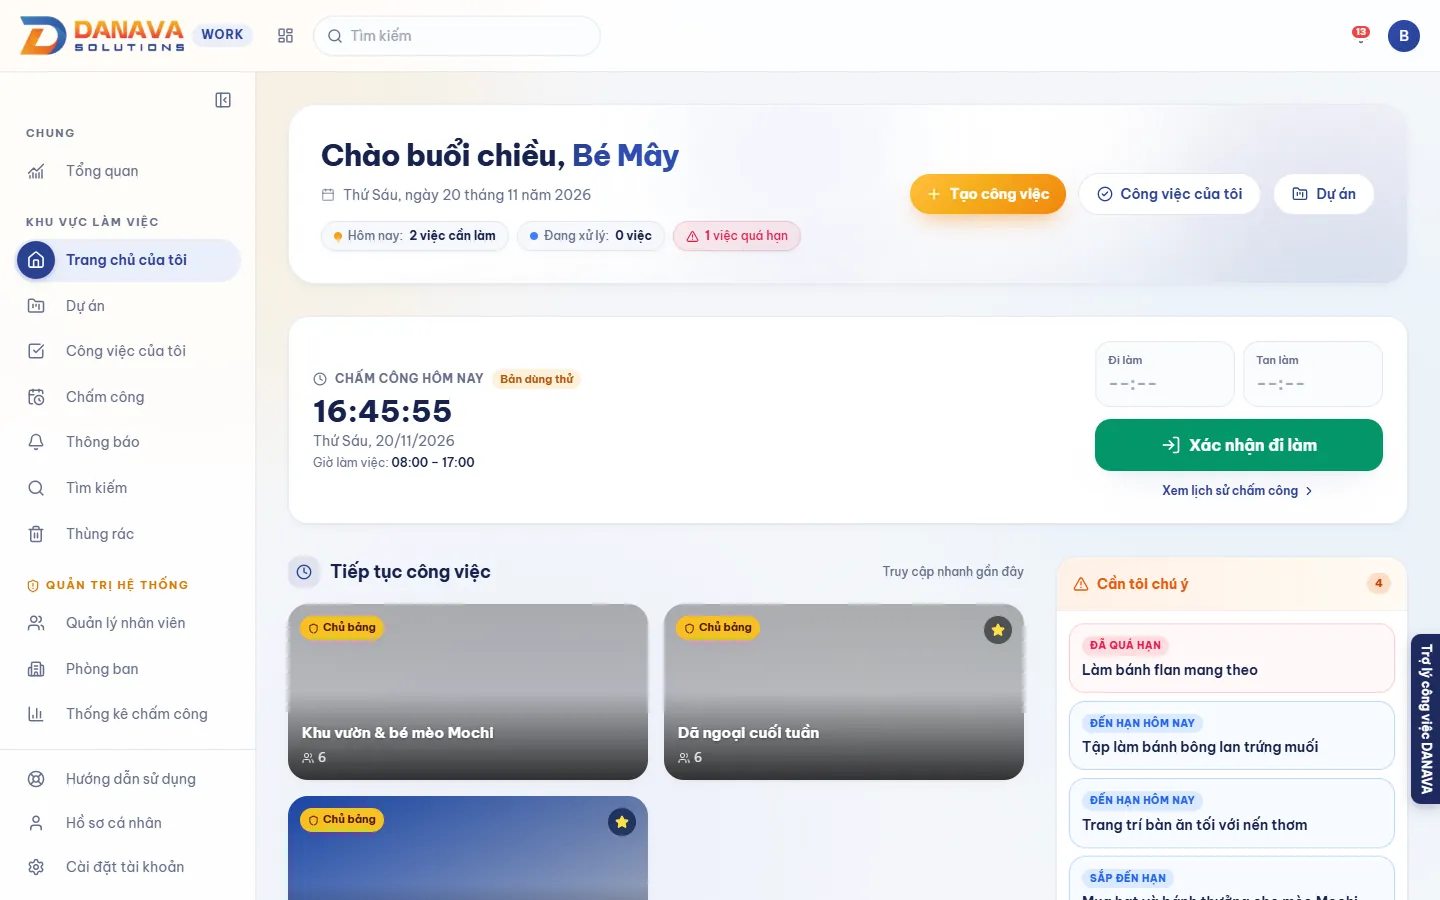 DANAVA
SOLUTIONS
WORK
Tìm kiếm
13
B
CHUNG
Tổng quan
KHU VỰC LÀM VIỆC
Trang chủ của tôi
Dự án
Công việc của tôi
Chấm công
Thông báo
Tìm kiếm
Thùng rác
QUẢN TRỊ HỆ THỐNG
Quản lý nhân viên
Phòng ban
Thống kê chấm công
Hướng dẫn sử dụng
Hồ sơ cá nhân
Cài đặt tài khoản
Chào buổi chiều, Bé Mây
Thứ Sáu, ngày 20 tháng 11 năm 2026
Hôm nay: 2 việc cần làm
Đang xử lý: 0 việc
1 việc quá hạn
Tạo công việc
Công việc của tôi
Dự án
CHẤM CÔNG HÔM NAY
Bản dùng thử
16:45:55
Thứ Sáu, 20/11/2026
Giờ làm việc: 08:00 – 17:00
Đi làm
--:--
Tan làm
--:--
Xác nhận đi làm
Xem lịch sử chấm công
Tiếp tục công việc
Truy cập nhanh gần đây
Chủ bảng
Khu vườn & bé mèo Mochi
6
Chủ bảng
Dã ngoại cuối tuần
6
Chủ bảng
Cần tôi chú ý
4
ĐÃ QUÁ HẠN
Làm bánh flan mang theo
ĐẾN HẠN HÔM NAY
Tập làm bánh bông lan trứng muối
ĐẾN HẠN HÔM NAY
Trang trí bàn ăn tối với nến thơm
SẮP ĐẾN HẠN
Mua hạt và bánh thưởng cho mèo Mochi
Trợ lý công việc DANAVA